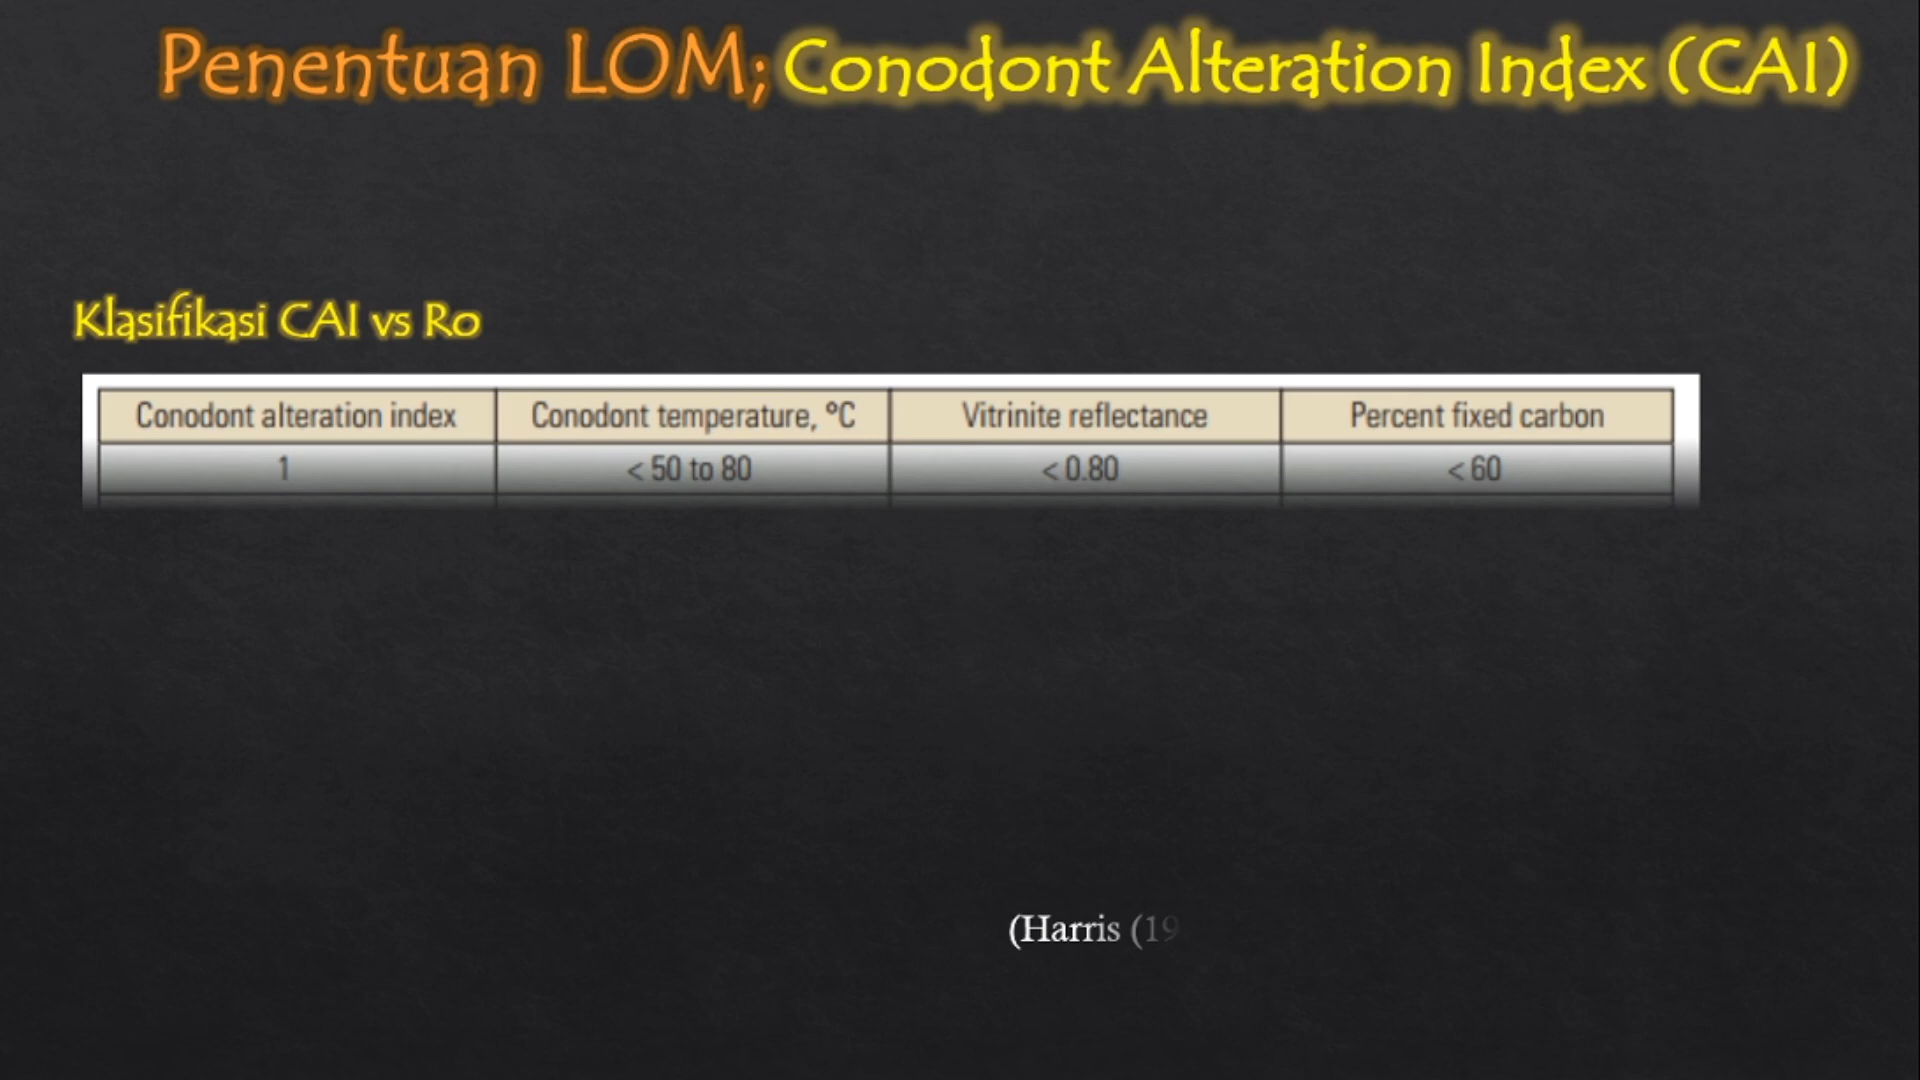 Penentuan LOM; Conodont Alteration Index (CAI)
Klasifikasi CAI vs Ro
Conodont alteration index Conodont temperature, °C Vitrinite reflectance Percent fixed carbon
1 < 50 to 80 < 0.80 < 60
(Harris (19